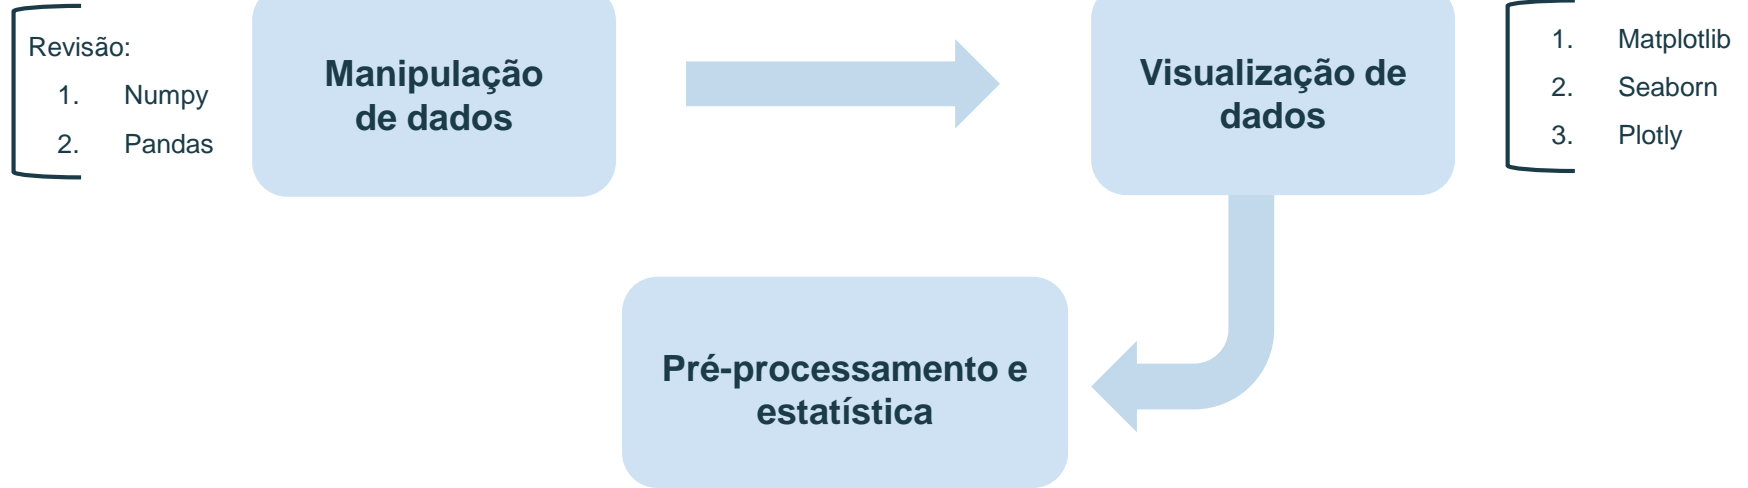 Revisão:
1. Numpy
2. Pandas
Manipulação
de dados
Visualização de
dados
1. Matplotlib
2. Seaborn
3. Plotly
Pré-processamento e
estatística